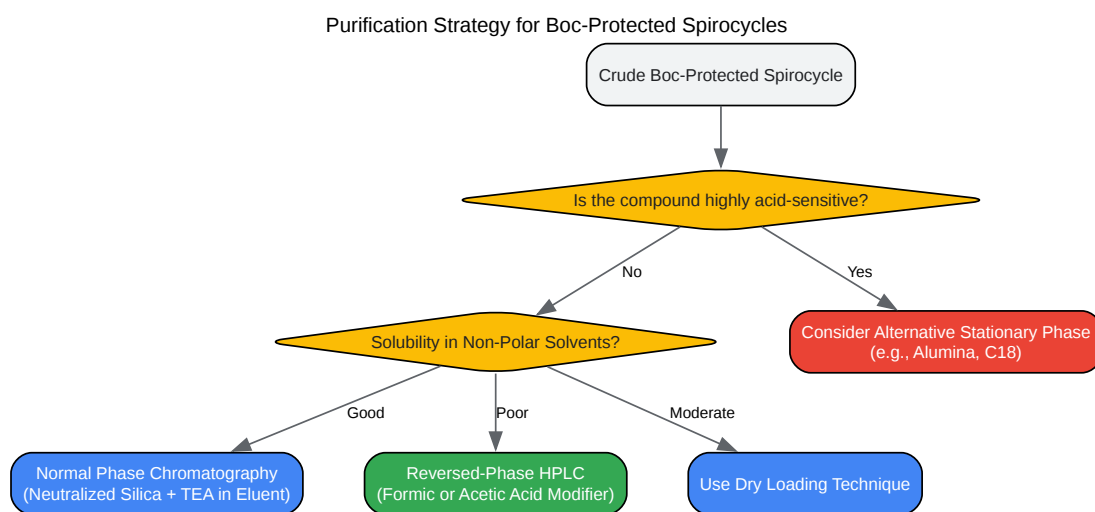 Purification Strategy for Boc-Protected Spirocycles
Crude Boc-Protected Spirocycle
Is the compound highly acid-sensitive?
No
Yes
Solubility in Non-Polar Solvents?
Consider Alternative Stationary Phase
(e.g., Alumina, C18)
Good
Poor
Moderate
Normal Phase Chromatography
(Neutralized Silica + TEA in Eluent)
Reversed-Phase HPLC
(Formic or Acetic Acid Modifier)
Use Dry Loading Technique